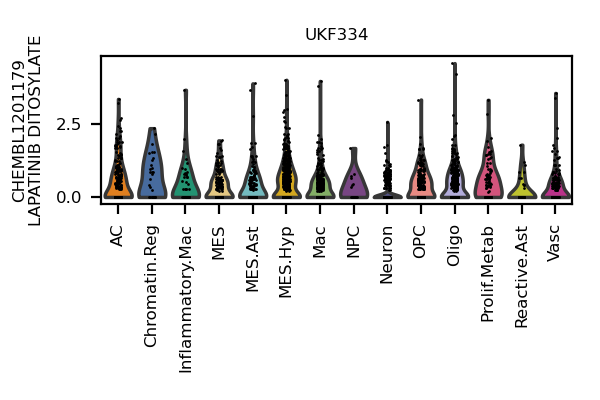 UKF334
CHEMBL1201179
LAPATINIB DITOSYLATE
2.5
0.0
AC
Chromatin.Reg
Inflammatory.Mac
MES
MES.Ast
MES.Hyp
Mac
NPC
Neuron
OPC
Oligo
Prolif.Metab
Reactive.Ast
Vasc